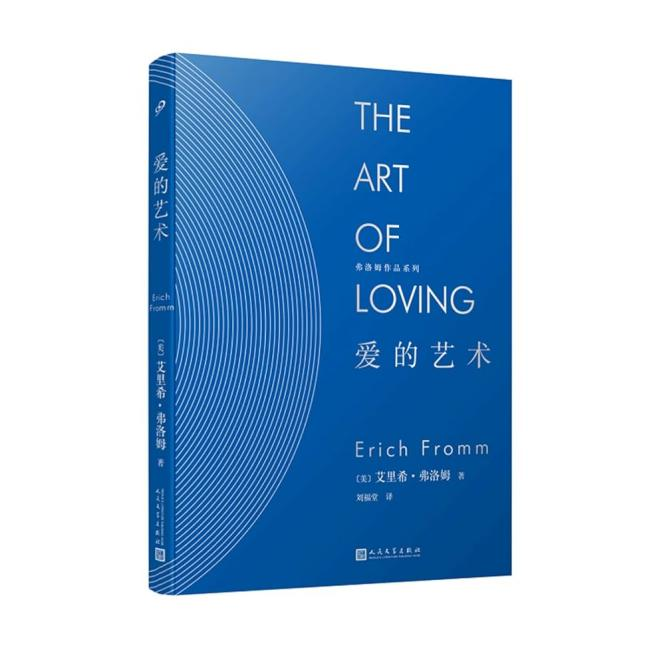 爱的艺术
Erich
Fromm
〔美〕艾里希·弗洛姆 著
THE
ART
OF
弗洛姆作品系列
LOVING
爱的艺术
Erich Fromm
〔美〕艾里希·弗洛姆 著
刘福堂 译
人民文学出版社